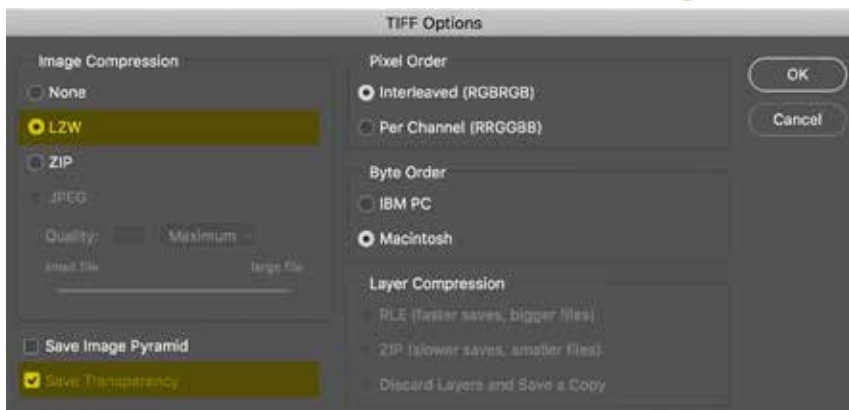 TIFF Options
Image Compression
None
LZW
ZIP
JPEG
Quality: Maximum
small file large file
Save Image Pyramid
Save Transparency
Pixel Order
Interleaved (RGBRGB)
Per Channel (RRGGBB)
Byte Order
IBM PC
Macintosh
Layer Compression
RLE (faster saves, bigger files)
ZIP (slower saves, smaller files)
Discard Layers and Save a Copy
OK
Cancel